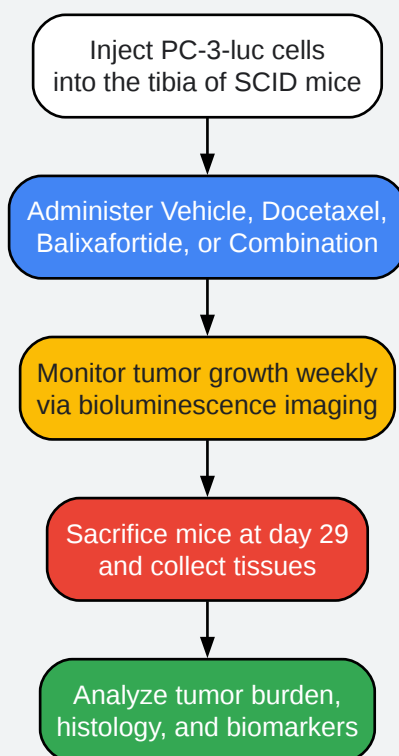 Inject PC-3-luc cells
into the tibia of SCID mice
Administer Vehicle, Docetaxel,
Balixafortide, or Combination
Monitor tumor growth weekly
via bioluminescence imaging
Sacrifice mice at day 29
and collect tissues
Analyze tumor burden,
histology, and biomarkers